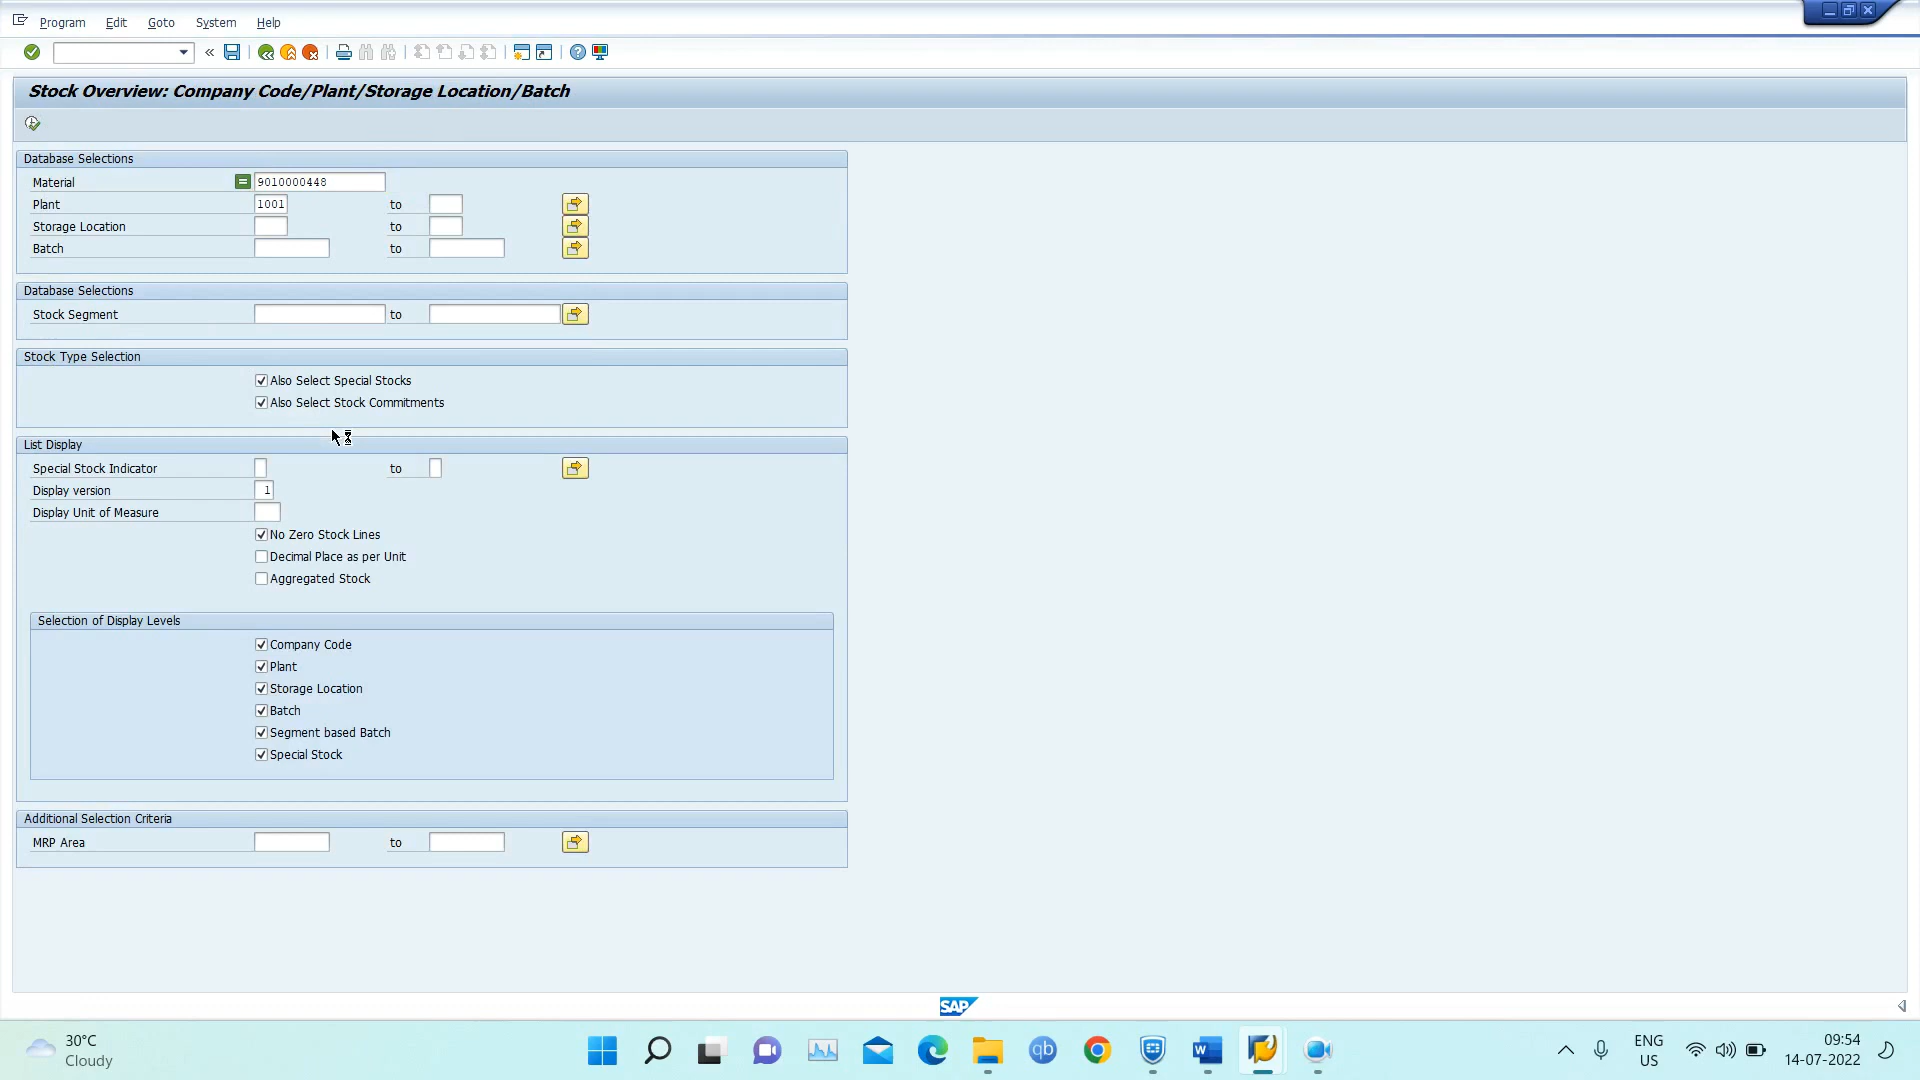 Program Edit Goto System Help
Stock Overview: Company Code/Plant/Storage Location/Batch
Database Selections
Material 9010000448
Plant 1001 to
Storage Location to
Batch to
Database Selections
Stock Segment to
Stock Type Selection
Also Select Special Stocks
Also Select Stock Commitments
List Display
Special Stock Indicator to
Display version 1
Display Unit of Measure
No Zero Stock Lines
Decimal Place as per Unit
Aggregated Stock
Selection of Display Levels
Company Code
Plant
Storage Location
Batch
Segment based Batch
Special Stock
Additional Selection Criteria
MRP Area to
SAP
30°C
Cloudy
qb
ENG
US
09:54
14-07-2022